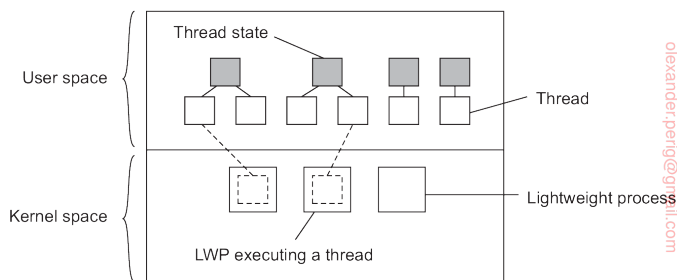 Thread state
User space
Thread
Kernel space
Lightweight process
LWP executing a thread
olexander.perig@gmail.com